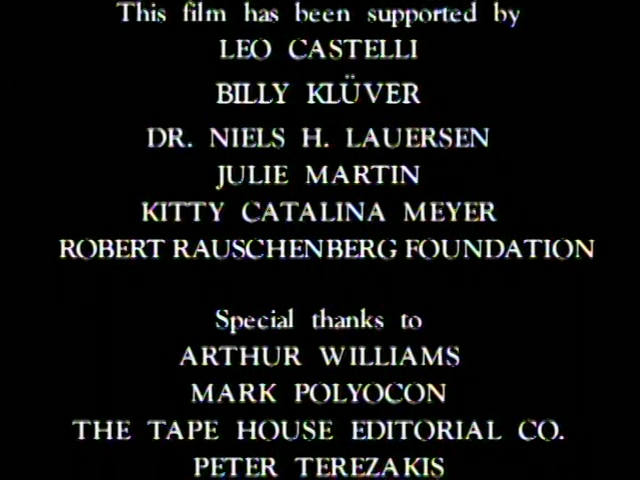 This film has been supported by
LEO CASTELLI
BILLY KLÜVER
DR. NIELS H. LAUERSEN
JULIE MARTIN
KITTY CATALINA MEYER
ROBERT RAUSCHENBERG FOUNDATION
Special thanks to
ARTHUR WILLIAMS
MARK POLYOCON
THE TAPE HOUSE EDITORIAL CO.
PETER TEREZAKIS